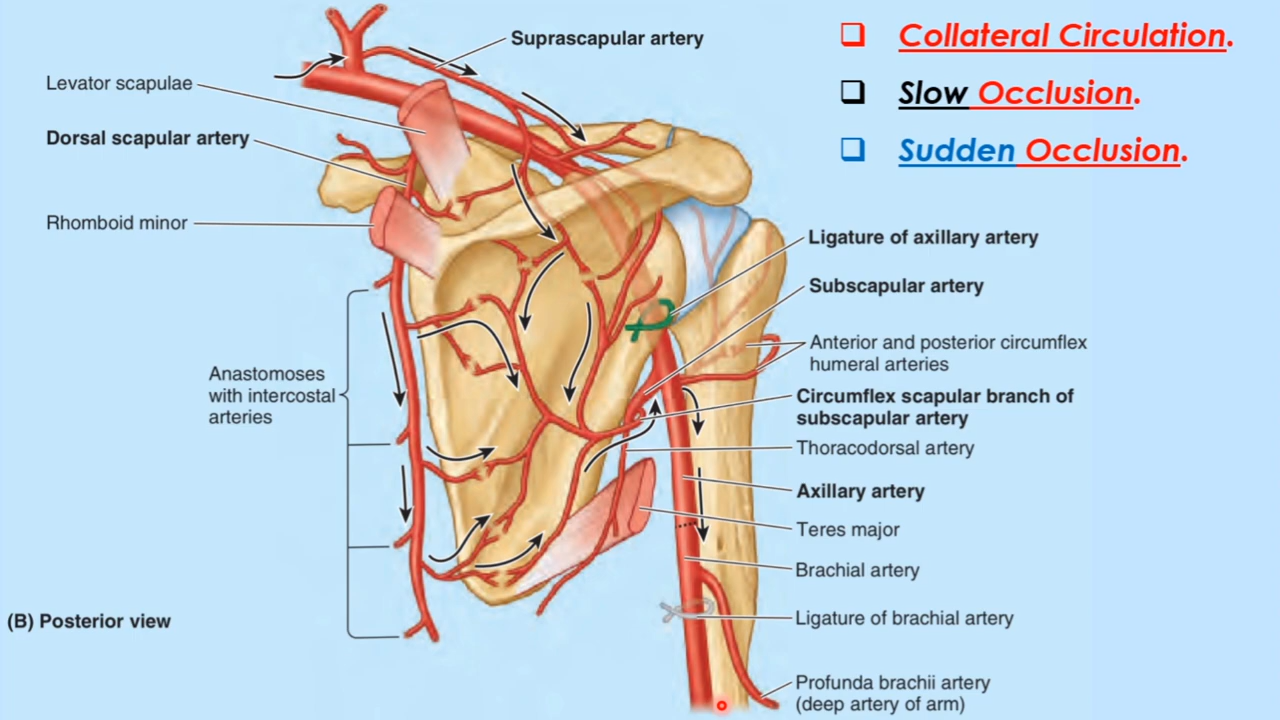 Suprascapular artery
Levator scapulae
Dorsal scapular artery
Rhomboid minor
Anastomoses
with intercostal
arteries
(B) Posterior view
Collateral Circulation.
Slow Occlusion.
Sudden Occlusion.
Ligature of axillary artery
Subscapular artery
Anterior and posterior circumflex
humeral arteries
Circumflex scapular branch of
subscapular artery
Thoracodorsal artery
Axillary artery
Teres major
Brachial artery
Ligature of brachial artery
Profunda brachii artery
(deep artery of arm)